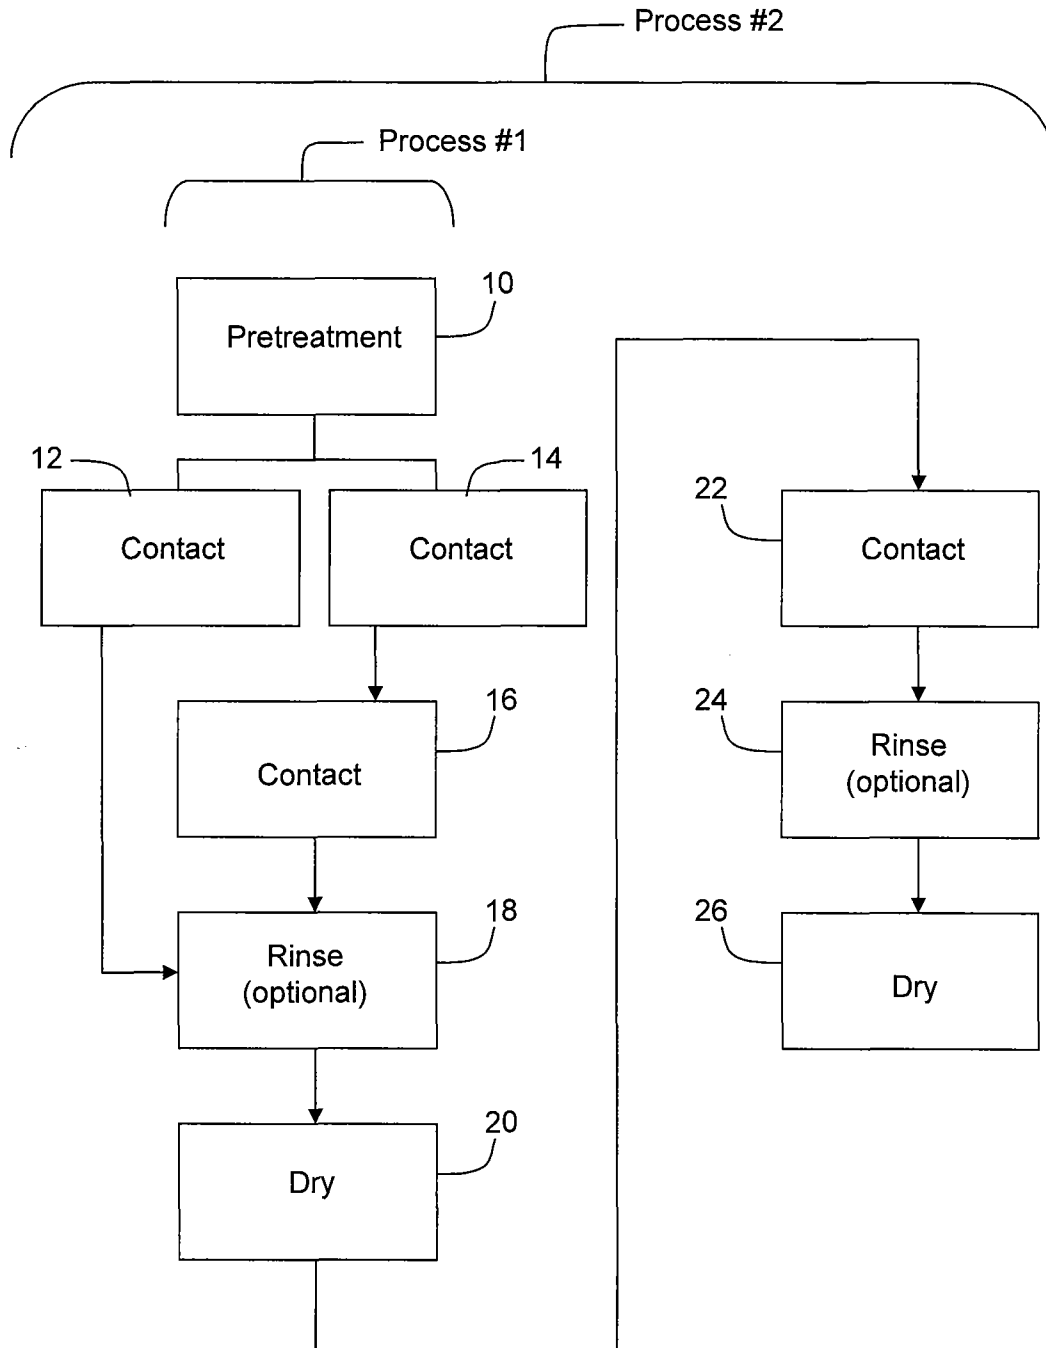 Process #2
Process #1
10
Pretreatment
12
14
Contact
Contact
16
Contact
18
Rinse
(optional)
20
Dry
22
Contact
24
Rinse
(optional)
26
Dry